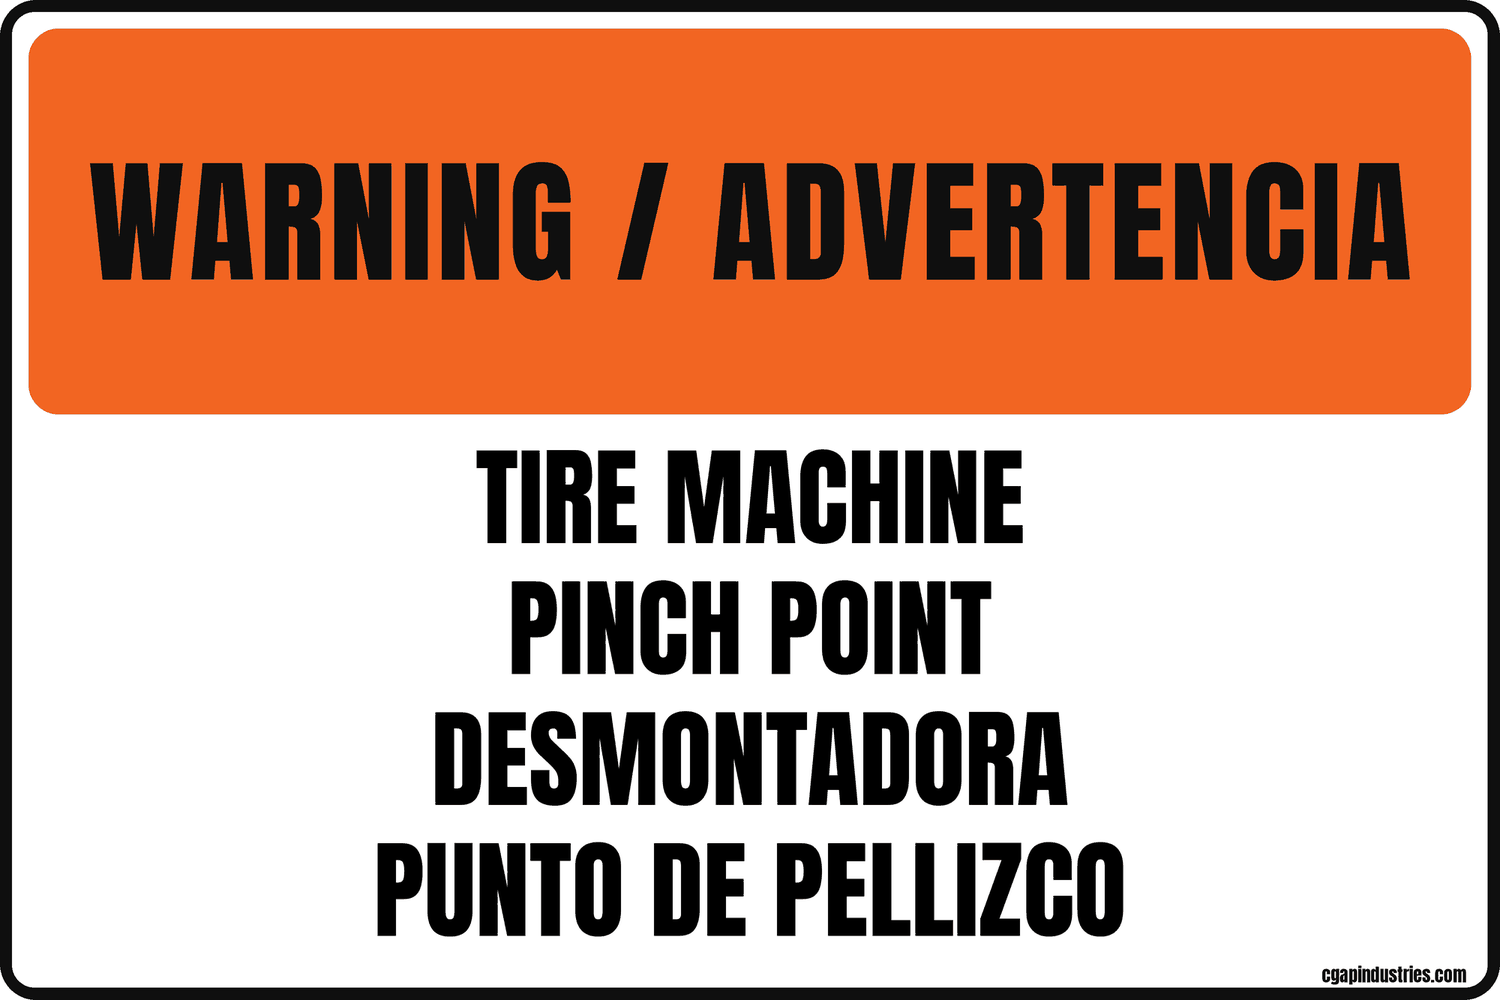 WARNING / ADVERTENCIA
TIRE MACHINE
PINCH POINT
DESMONTADORA
PUNTO DE PELLIZCO
cgapindustries.com